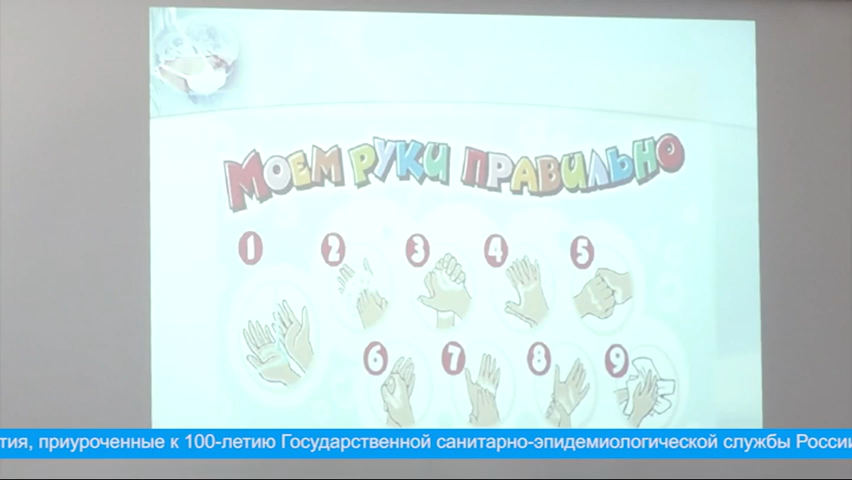 Моем руки правильно
1 2 3 4 5
6 7 8 9
тия, приуроченные к 100-летию Государственной санитарно-эпидемиологической службы России